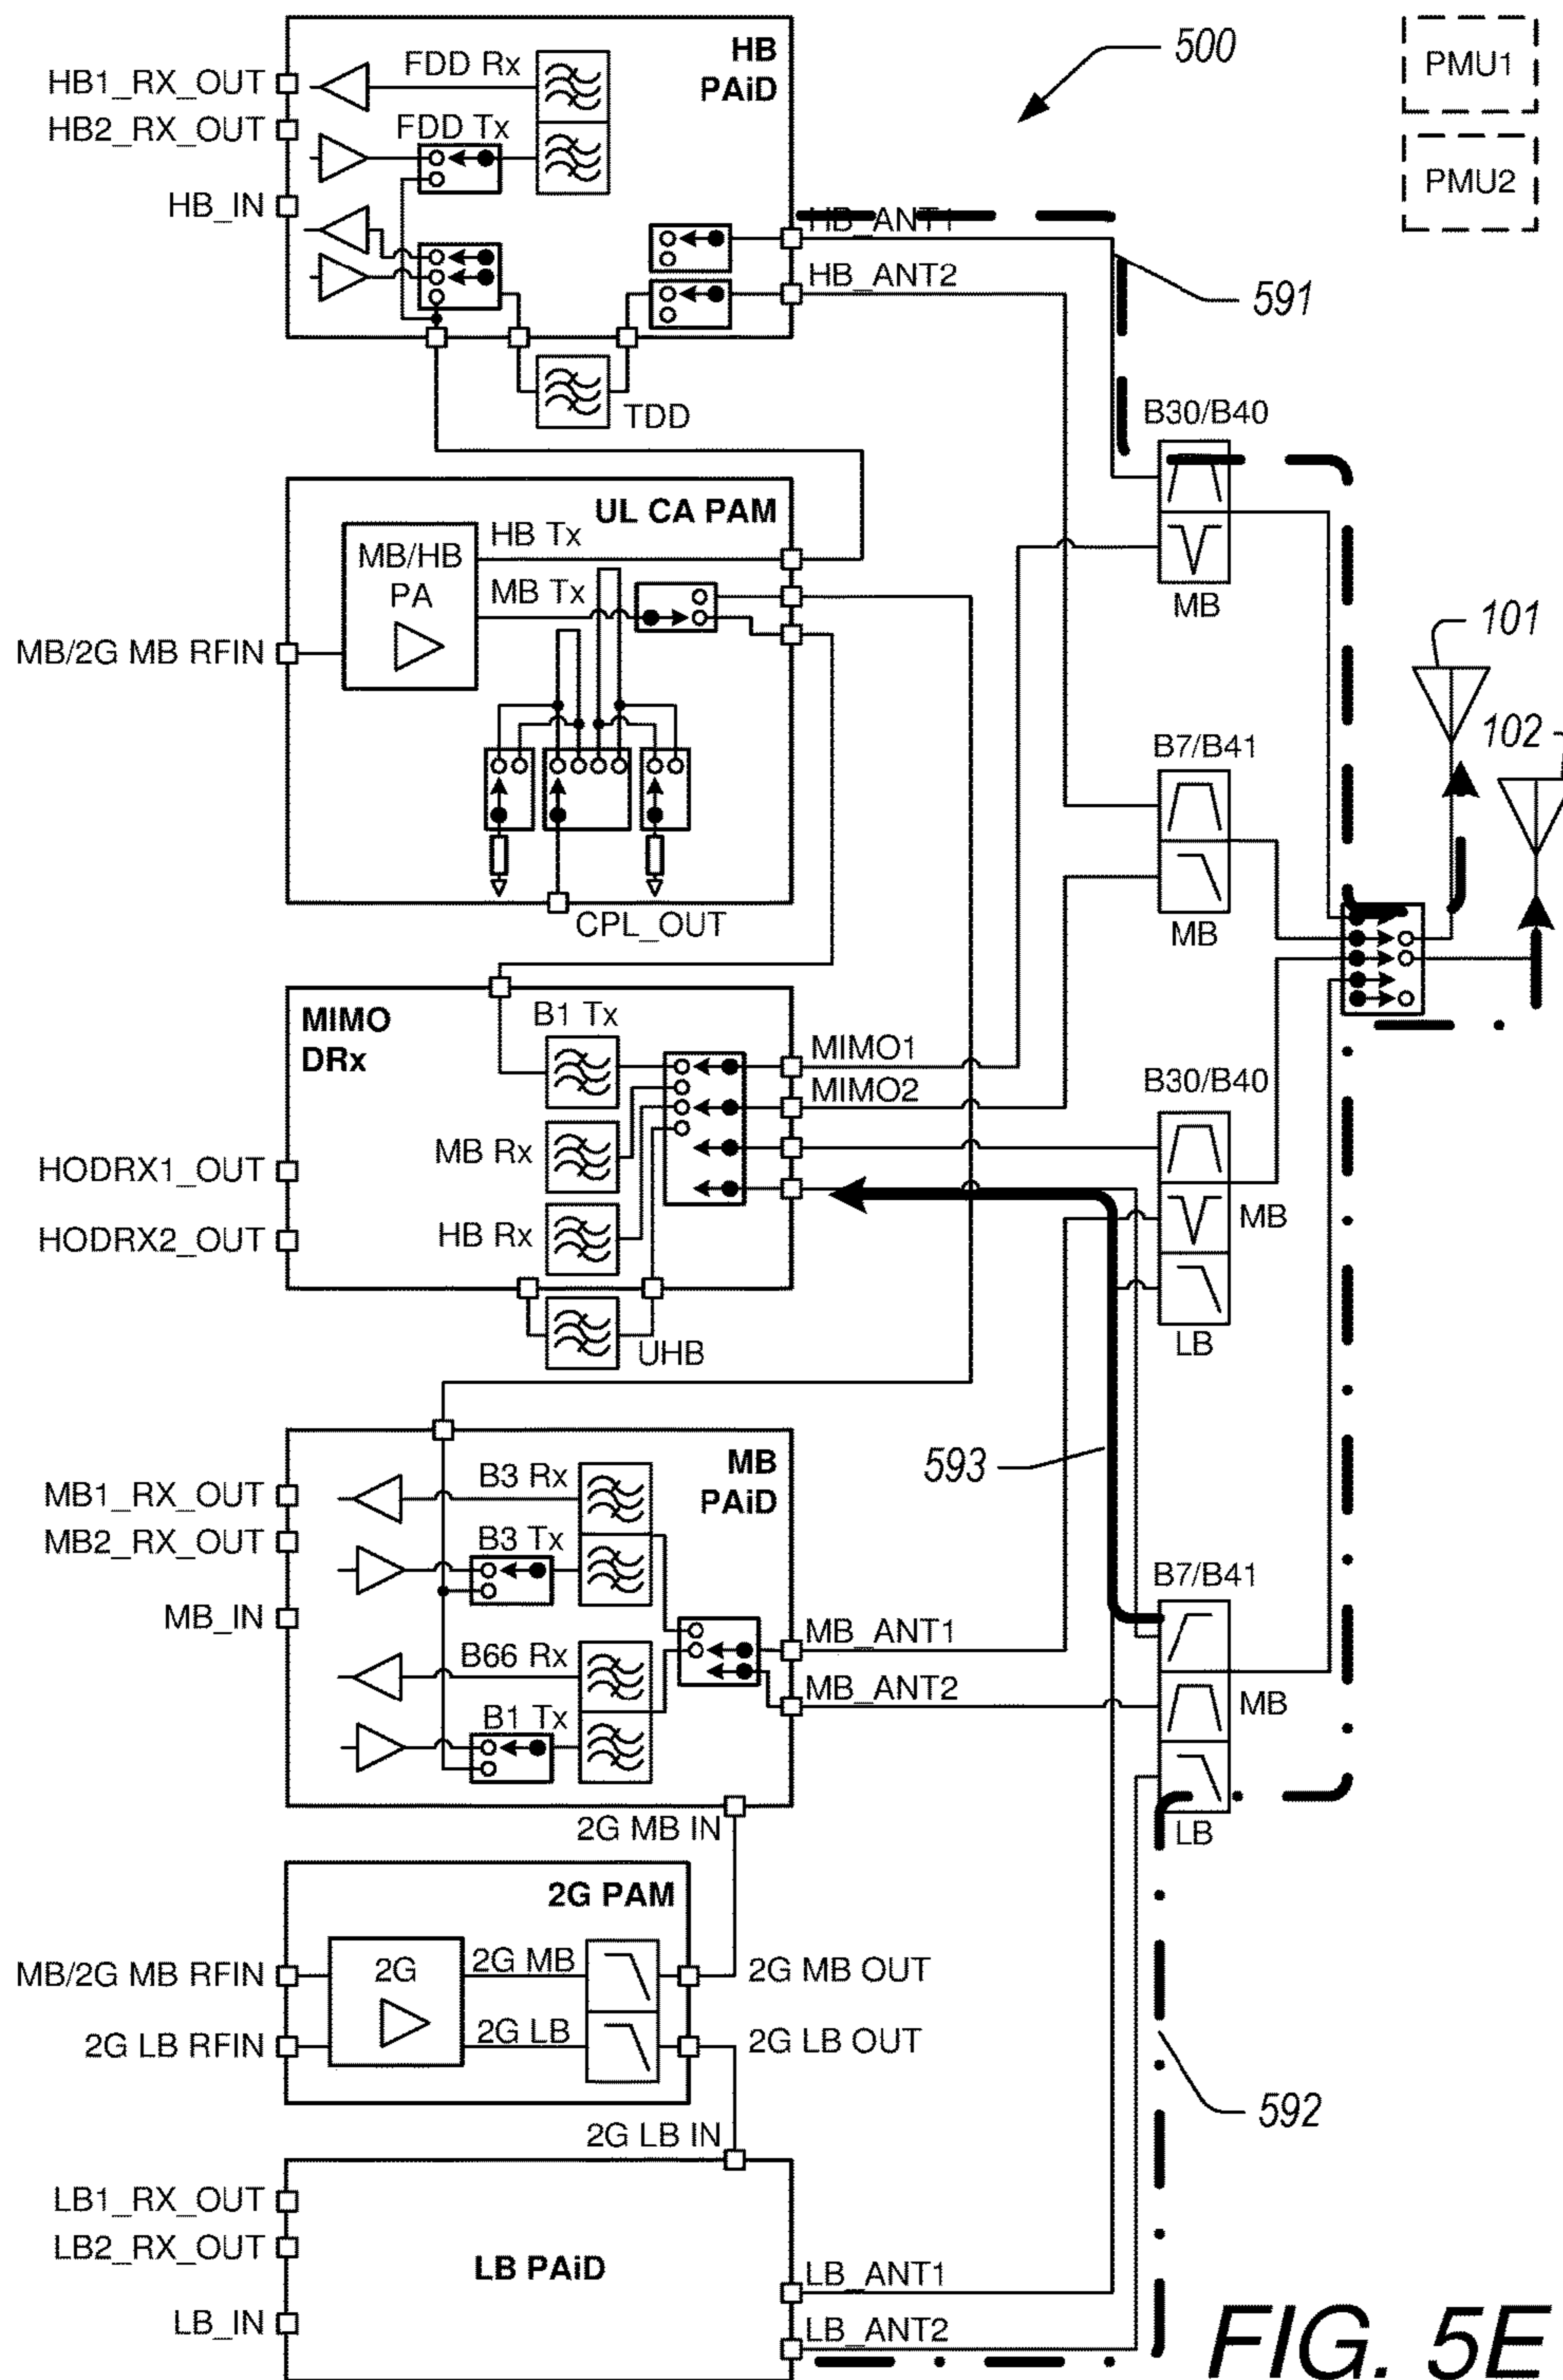 HB
PAiD
500
PMU1
PMU2
HB1_RX_OUT
FDD Rx
HB2_RX_OUT
FDD Tx
HB_IN
HB_ANT1
HB_ANT2
591
TDD
B30/B40
MB
UL CA PAM
MB/HB
PA
HB Tx
MB Tx
MB/2G MB RFIN
CPL_OUT
101
102
B7/B41
MB
MIMO
DRx
B1 Tx
MIMO1
MIMO2
MB Rx
HODRX1_OUT
HB Rx
HODRX2_OUT
UHB
B30/B40
MB
LB
593
MB
PAiD
MB1_RX_OUT
B3 Rx
MB2_RX_OUT
B3 Tx
MB_IN
B66 Rx
B1 Tx
MB_ANT1
MB_ANT2
B7/B41
MB
LB
2G MB IN
2G PAM
MB/2G MB RFIN
2G
2G MB
2G MB OUT
2G LB RFIN
2G LB
2G LB OUT
592
2G LB IN
LB1_RX_OUT
LB2_RX_OUT
LB PAiD
LB_ANT1
LB_IN
LB_ANT2
FIG. 5E